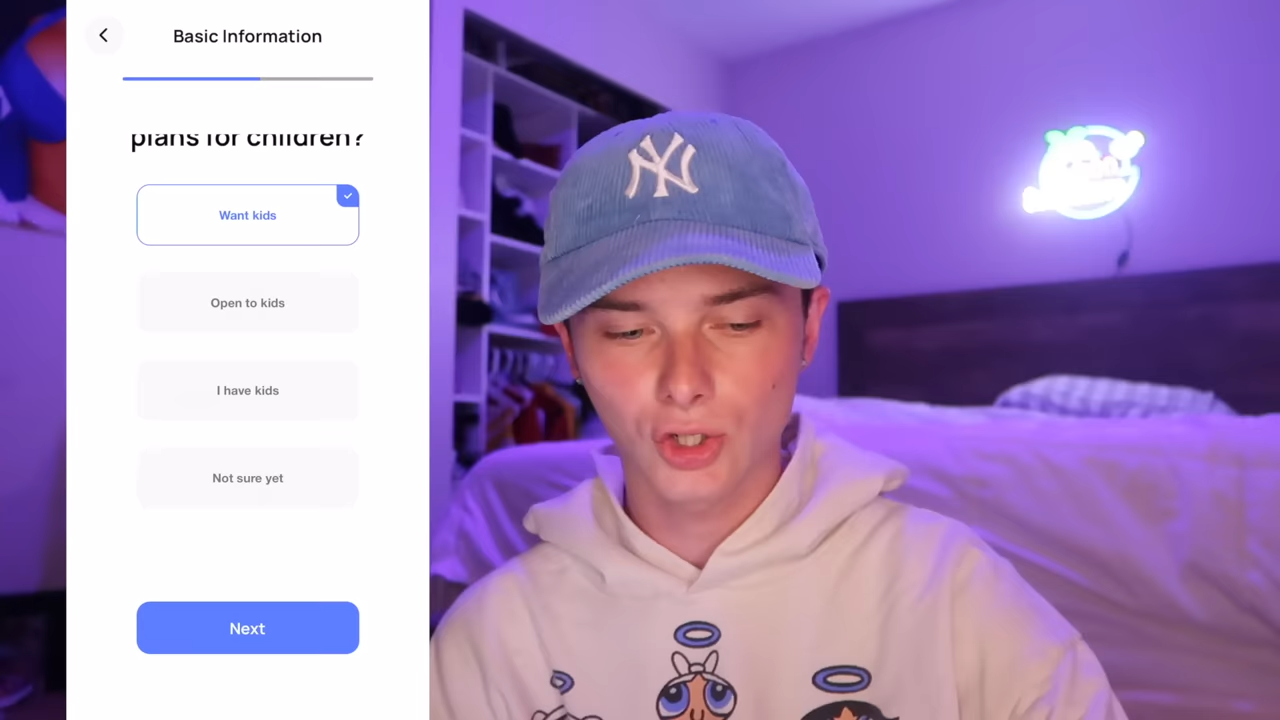 Basic Information
plans for children?
Want kids
Open to kids
I have kids
Not sure yet
Next
NY